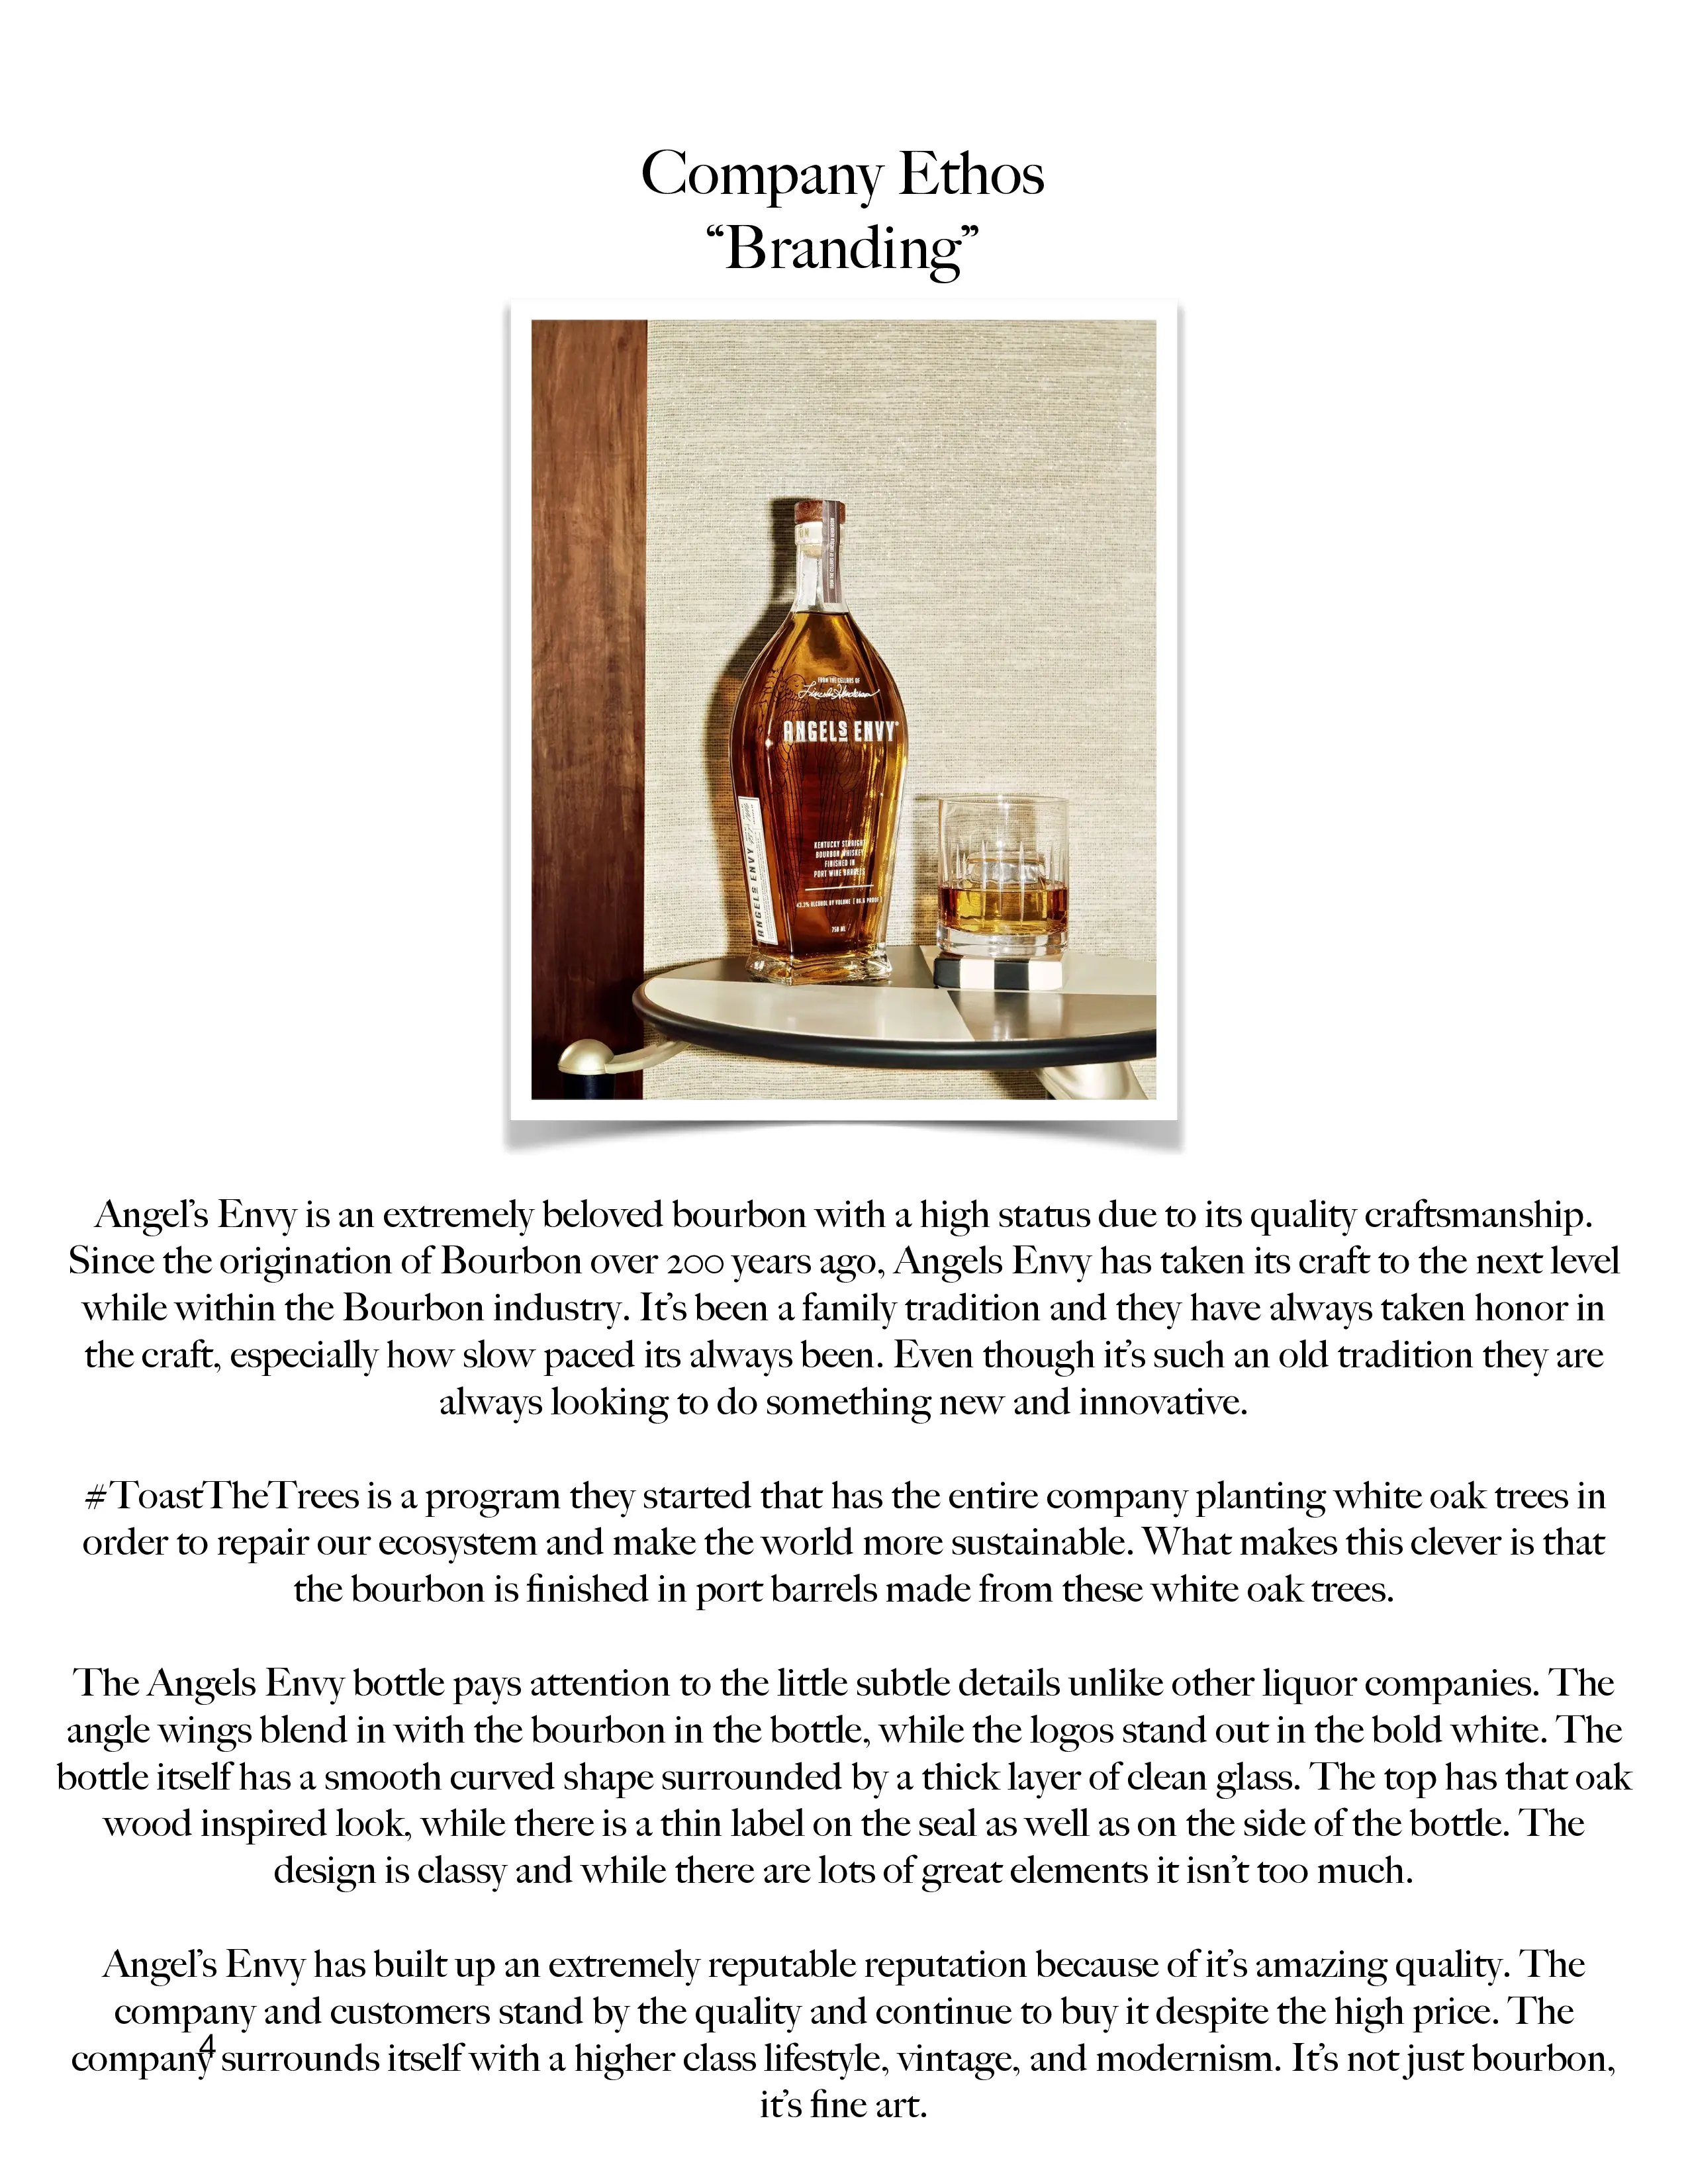 Company Ethos
“Branding”
FROM THE CELLARS OF
Lincoln Henderson
ANGEL'S ENVY
KENTUCKY STRAIGHT
BOURBON WHISKEY
FINISHED IN
PORT WINE BARRELS
43.3% ALCOHOL BY VOLUME | 86.6 PROOF
750 ML
ANGEL'S ENVY
Angel’s Envy is an extremely beloved bourbon with a high status due to its quality craftsmanship.
Since the origination of Bourbon over 200 years ago, Angels Envy has taken its craft to the next level
while within the Bourbon industry. It’s been a family tradition and they have always taken honor in
the craft, especially how slow paced its always been. Even though it’s such an old tradition they are
always looking to do something new and innovative.
#ToastTheTrees is a program they started that has the entire company planting white oak trees in
order to repair our ecosystem and make the world more sustainable. What makes this clever is that
the bourbon is finished in port barrels made from these white oak trees.
The Angels Envy bottle pays attention to the little subtle details unlike other liquor companies. The
angle wings blend in with the bourbon in the bottle, while the logos stand out in the bold white. The
bottle itself has a smooth curved shape surrounded by a thick layer of clean glass. The top has that oak
wood inspired look, while there is a thin label on the seal as well as on the side of the bottle. The
design is classy and while there are lots of great elements it isn’t too much.
Angel’s Envy has built up an extremely reputable reputation because of it’s amazing quality. The
company and customers stand by the quality and continue to buy it despite the high price. The
company surrounds itself with a higher class lifestyle, vintage, and modernism. It’s not just bourbon,
it’s fine art.
4